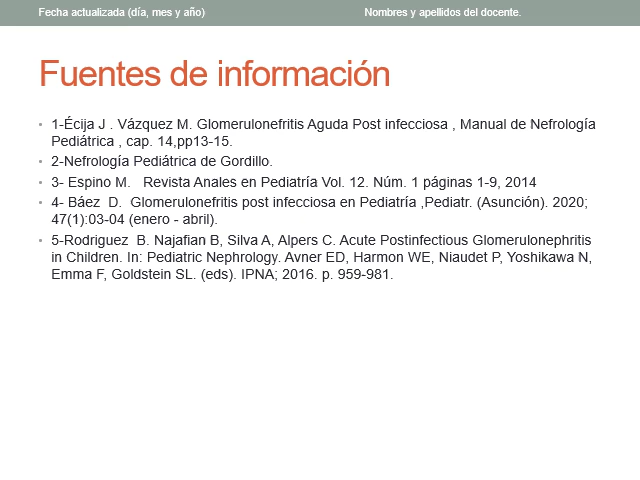 Fecha actualizada (día, mes y año)
Nombres y apellidos del docente.
Fuentes de información
• 1-Écija J . Vázquez M. Glomerulonefritis Aguda Post infecciosa , Manual de Nefrología
Pediátrica , cap. 14,pp13-15.
• 2-Nefrología Pediátrica de Gordillo.
• 3- Espino M. Revista Anales en Pediatría Vol. 12. Núm. 1 páginas 1-9, 2014
• 4- Báez D. Glomerulonefritis post infecciosa en Pediatría ,Pediatr. (Asunción). 2020;
47(1):03-04 (enero - abril).
• 5-Rodriguez B. Najafian B, Silva A, Alpers C. Acute Postinfectious Glomerulonephritis
in Children. In: Pediatric Nephrology. Avner ED, Harmon WE, Niaudet P, Yoshikawa N,
Emma F, Goldstein SL. (eds). IPNA; 2016. p. 959-981.